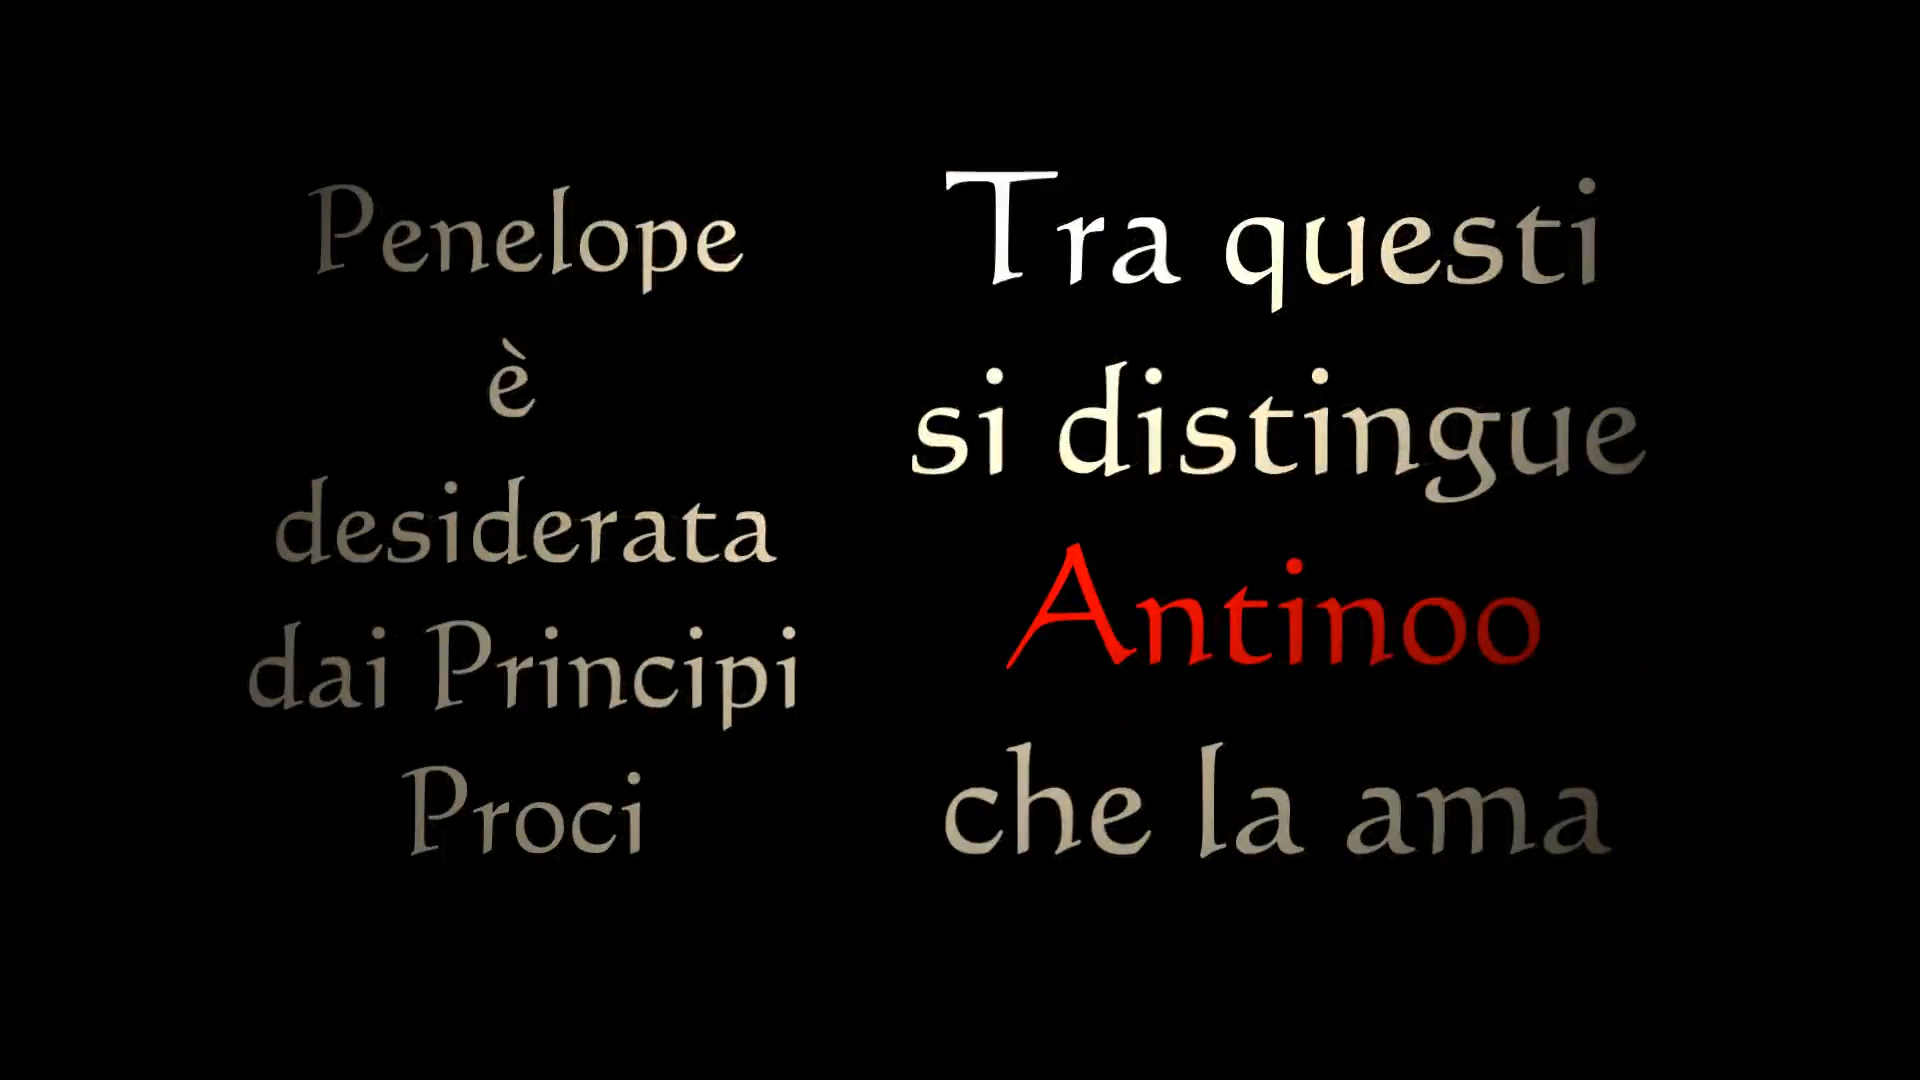 Penelope
è
desiderata
dai Principi
Proci
Tra questi
si distingue
Antinoo
che la ama